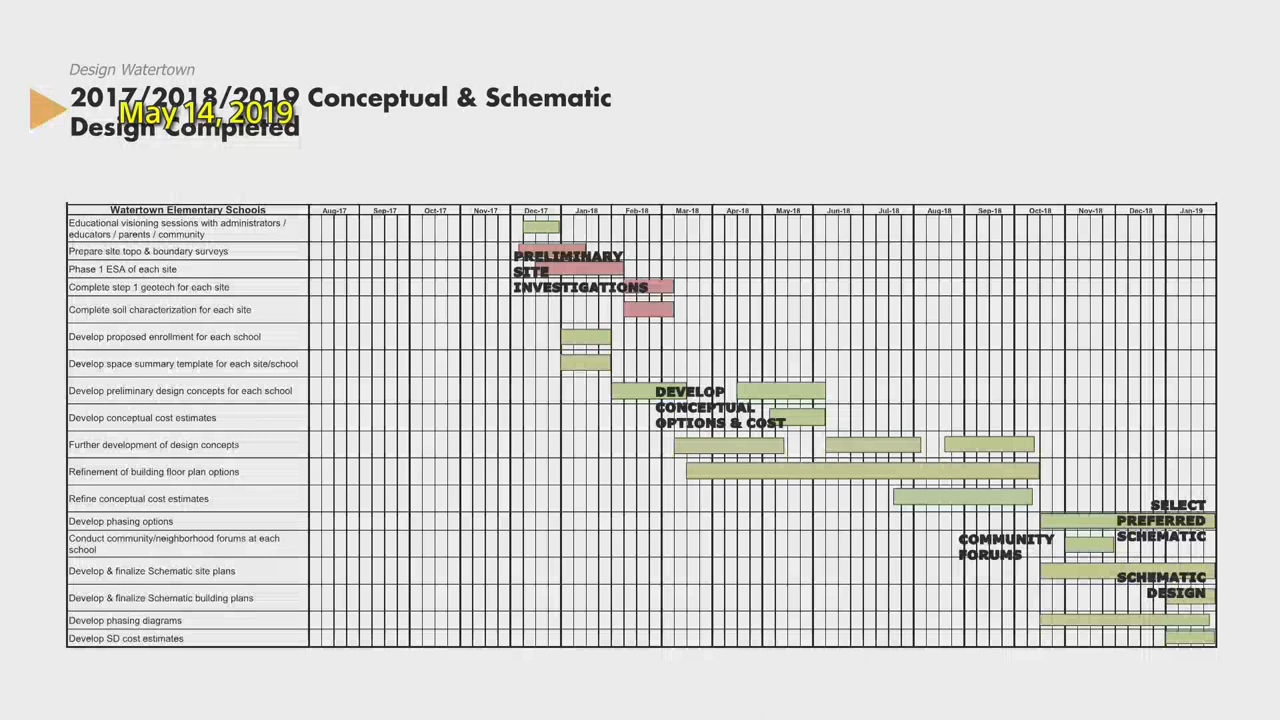 Design Watertown
2017/2018/2019 Conceptual & Schematic
May 14, 2019
Design Completed
Watertown Elementary Schools Aug-17 Sep-17 Oct-17 Nov-17 Dec-17 Jan-18 Feb-18 Mar-18 Apr-18 May-18 Jun-18 Jul-18 Aug-18 Sep-18 Oct-18 Nov-18 Dec-18 Jan-19
Educational visioning sessions with administrators /
educators / parents / community
Prepare site topo & boundary surveys
Phase 1 ESA of each site
Complete step 1 geotech for each site
PRELIMINARY
SITE
INVESTIGATIONS
Complete soil characterization for each site
Develop proposed enrollment for each school
Develop space summary template for each site/school
Develop preliminary design concepts for each school
Develop conceptual cost estimates
DEVELOP
CONCEPTUAL
OPTIONS & COST
Further development of design concepts
Refinement of building floor plan options
Refine conceptual cost estimates
Develop phasing options
SELECT
PREFERRED
SCHEMATIC
Conduct community/neighborhood forums at each
school
COMMUNITY
FORUMS
Develop & finalize Schematic site plans
Develop & finalize Schematic building plans
SCHEMATIC
DESIGN
Develop phasing diagrams
Develop SD cost estimates